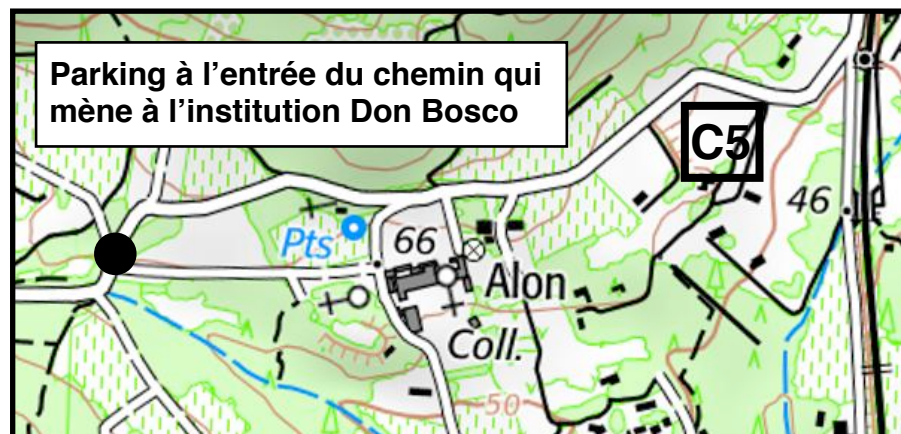 Parking à l'entrée du chemin qui
mène à l'institution Don Bosco
C5
46
Pts
66
Alon
Coll.
50